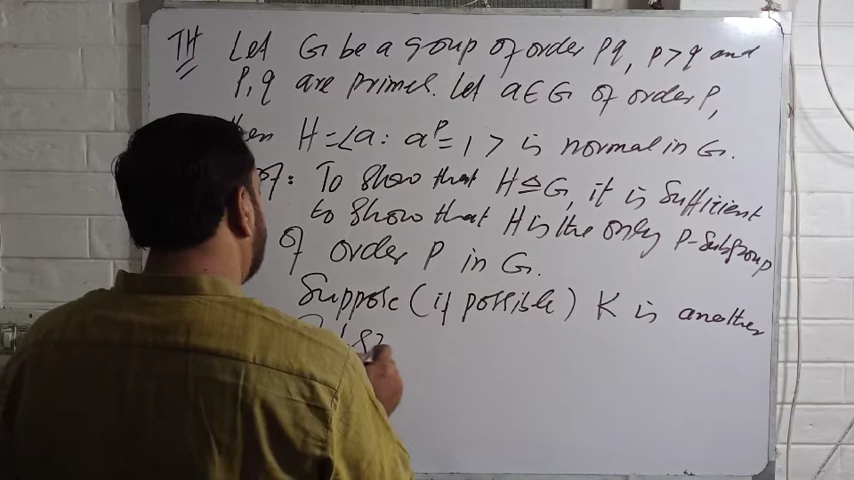 TH Let G be a group of order pq, p>q and
p, q are primes. Let a ∈ G of order p,
then H = <a : a^p = 1> is normal in G.
of: To show that H ⊴ G, it is sufficient
to show that H is the only p-subgroup
of order p in G.
Suppose (if possible) K is another